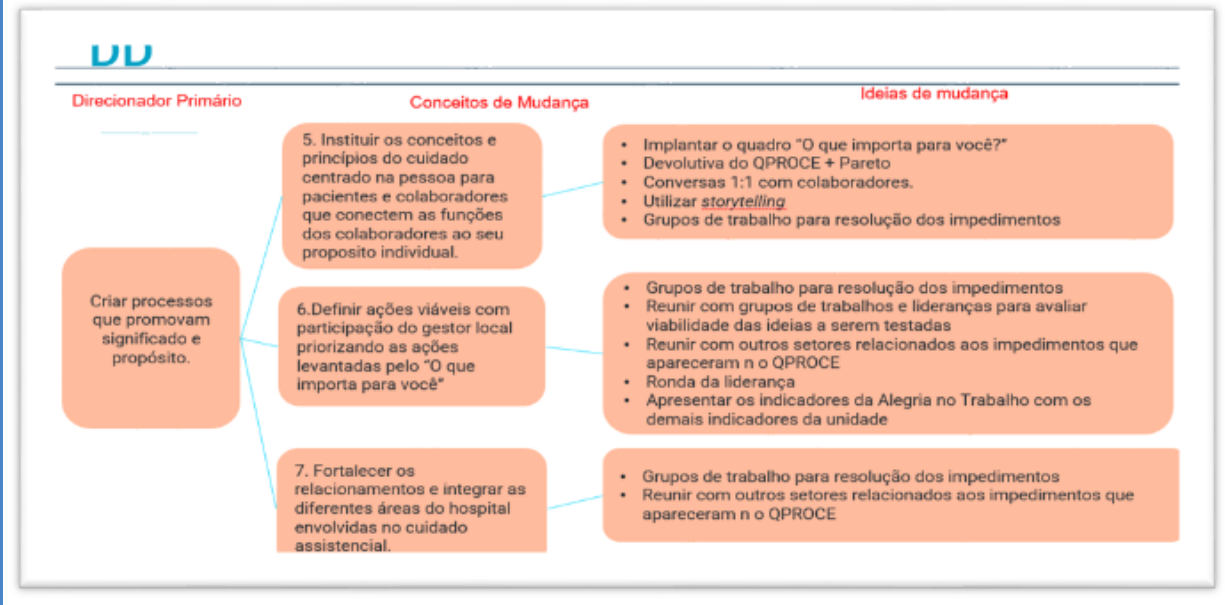 DD
Direcionador Primário
Conceitos de Mudança
Ideias de mudança
Criar processos
que promovam
significado e
propósito.
5. Instituir os conceitos e
princípios do cuidado
centrado na pessoa para
pacientes e colaboradores
que conectem as funções
dos colaboradores ao seu
proposito individual.
• Implantar o quadro “O que importa para você?”
• Devolutiva do QPROCE + Pareto
• Conversas 1:1 com colaboradores.
• Utilizar storytelling
• Grupos de trabalho para resolução dos impedimentos
6.Definir ações viáveis com
participação do gestor local
priorizando as ações
levantadas pelo “O que
importa para você”
• Grupos de trabalho para resolução dos impedimentos
• Reunir com grupos de trabalhos e lideranças para avaliar
viabilidade das ideias a serem testadas
• Reunir com outros setores relacionados aos impedimentos que
apareceram n o QPROCE
• Ronda da liderança
• Apresentar os indicadores da Alegria no Trabalho com os
demais indicadores da unidade
7. Fortalecer os
relacionamentos e integrar as
diferentes áreas do hospital
envolvidas no cuidado
assistencial.
• Grupos de trabalho para resolução dos impedimentos
• Reunir com outros setores relacionados aos impedimentos que
apareceram n o QPROCE